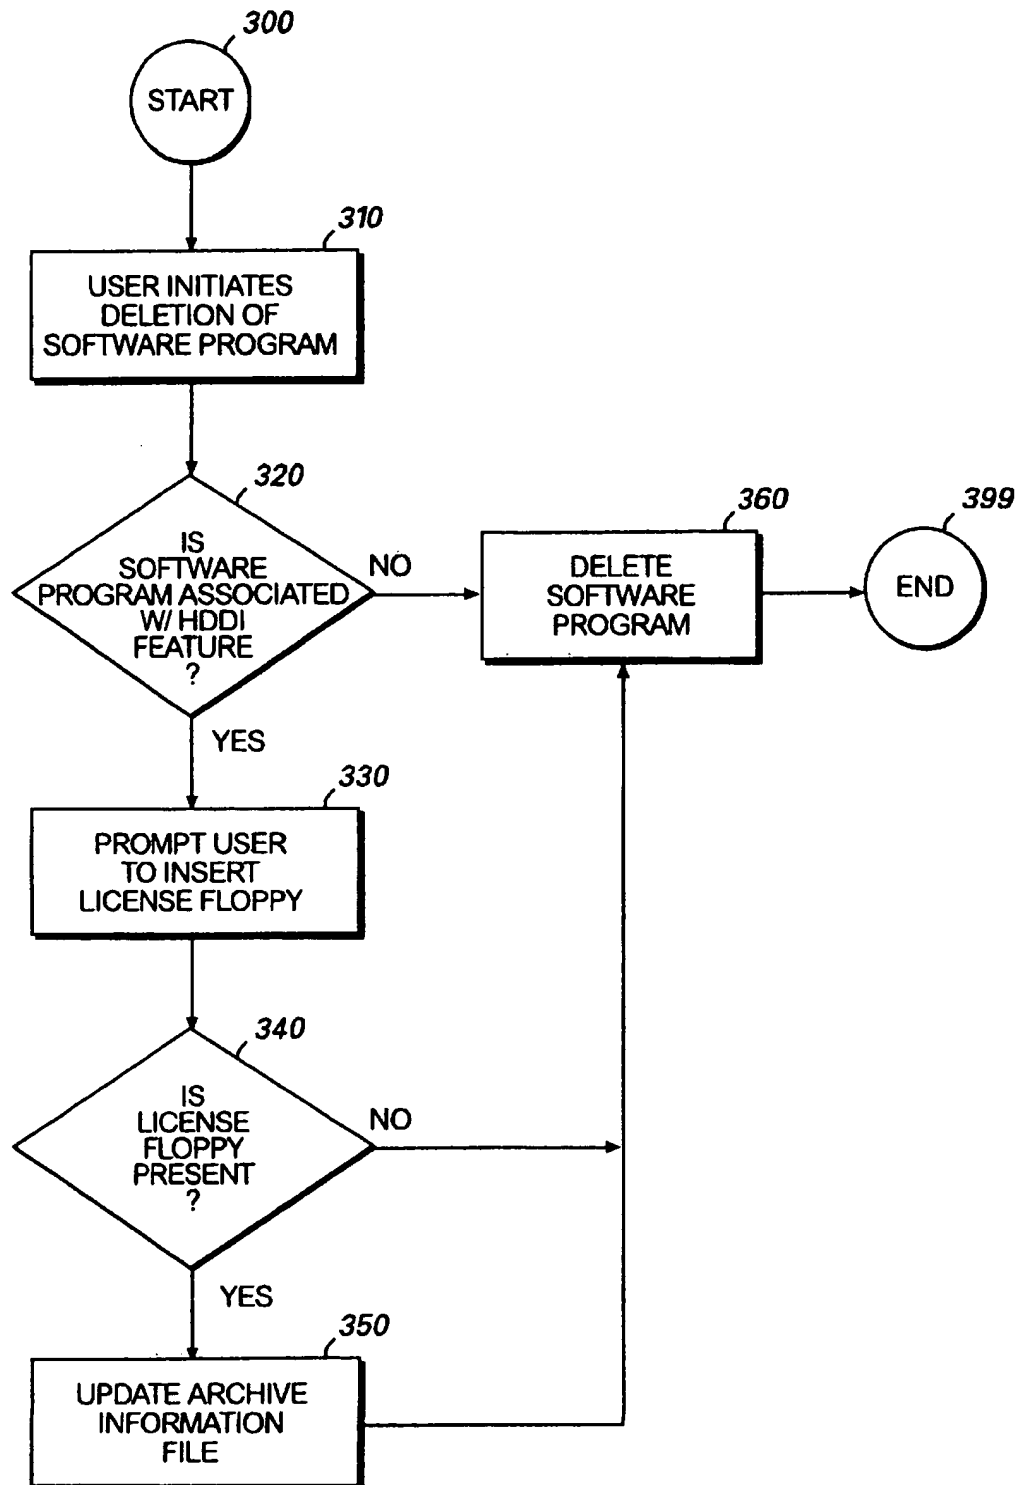 300
START
310
USER INITIATES
DELETION OF
SOFTWARE PROGRAM
320
IS
SOFTWARE
PROGRAM ASSOCIATED
W/ HDDI
FEATURE
?
NO
YES
360
DELETE
SOFTWARE
PROGRAM
399
END
330
PROMPT USER
TO INSERT
LICENSE FLOPPY
340
IS
LICENSE
FLOPPY
PRESENT
?
NO
YES
350
UPDATE ARCHIVE
INFORMATION
FILE